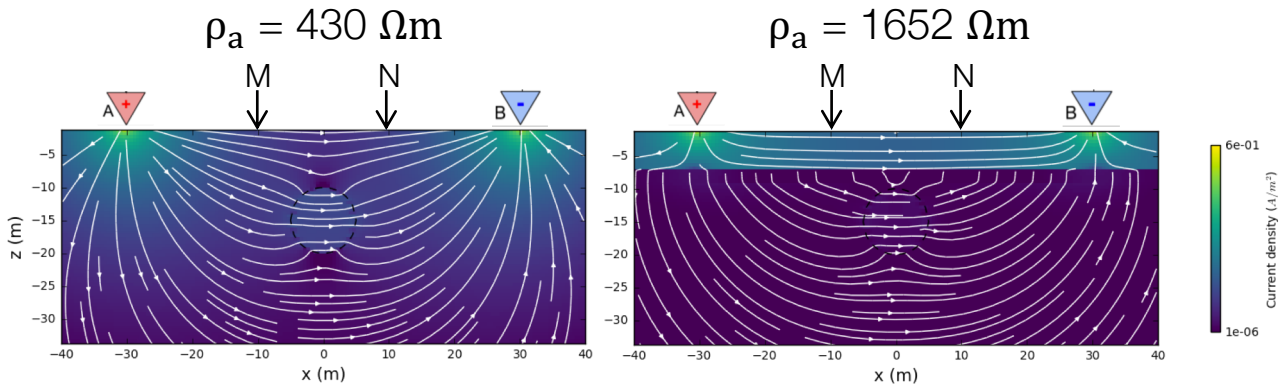 ρₐ = 430 Ωm
ρₐ = 1652 Ωm
M N
M N
A + B -
A + B -
−5
−10
−15
−20
−25
−30
z (m)
−40 −30 −20 −10 0 10 20 30 40
x (m)
−5
−10
−15
−20
−25
−30
−40 −30 −20 −10 0 10 20 30 40
x (m)
6e-01
1e-06
Current density (A/m²)